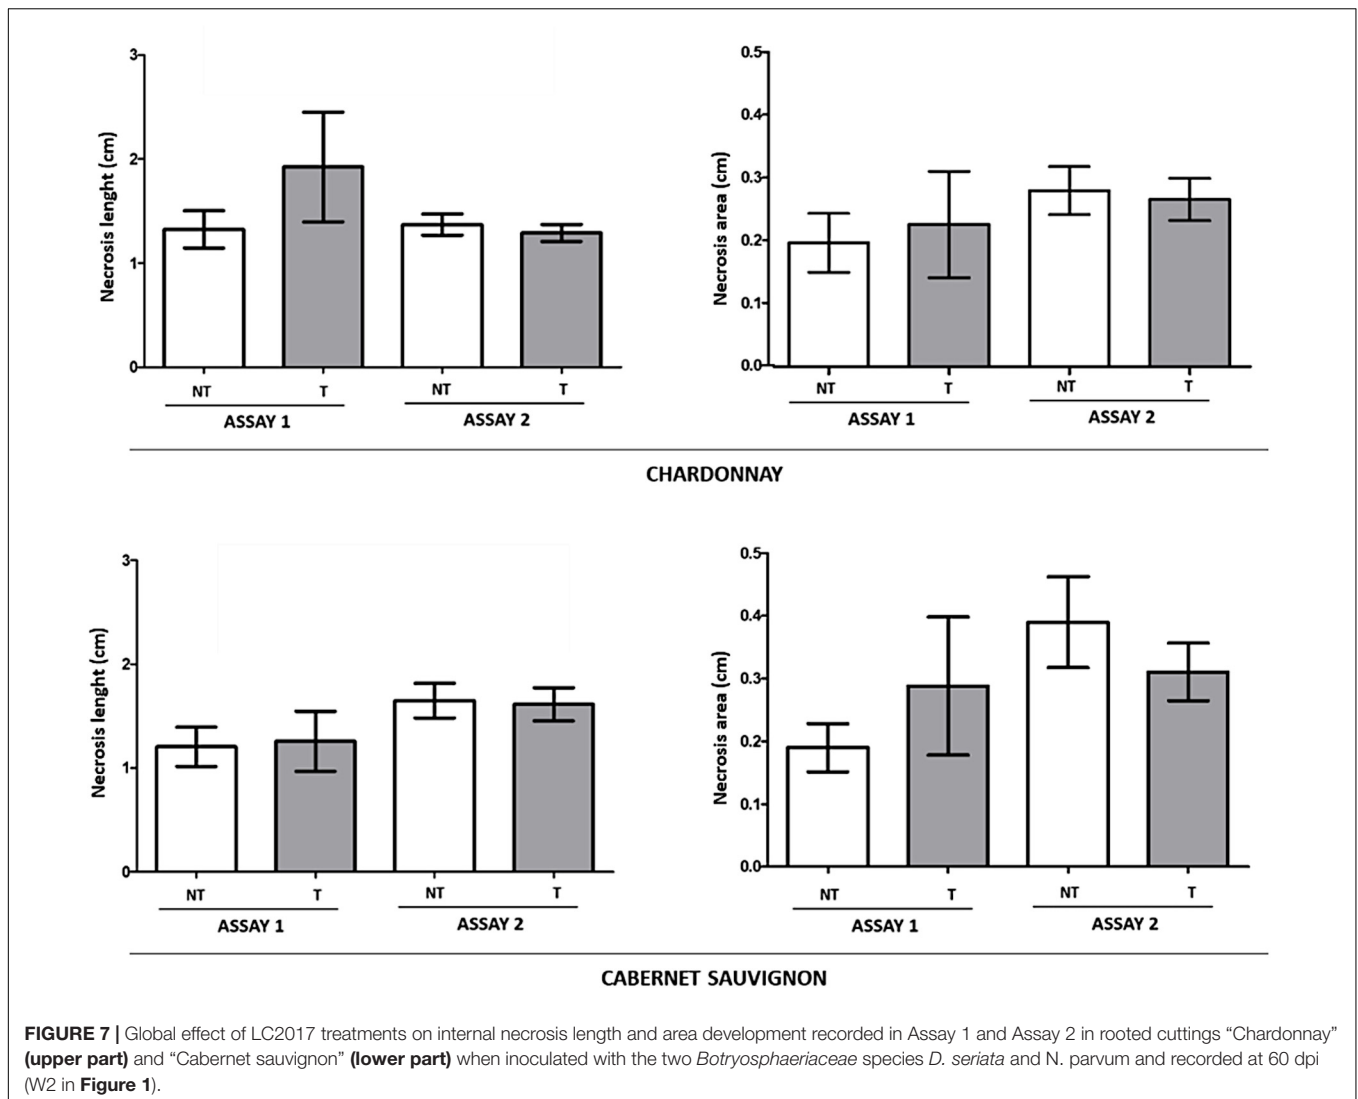 3
2
1
0
Necrosis lenght (cm)
NT
T
NT
T
ASSAY 1
ASSAY 2
0.5
0.4
0.3
0.2
0.1
0.0
Necrosis area (cm)
NT
T
NT
T
ASSAY 1
ASSAY 2
CHARDONNAY
3
2
1
0
Necrosis lenght (cm)
NT
T
NT
T
ASSAY 1
ASSAY 2
0.5
0.4
0.3
0.2
0.1
0.0
Necrosis area (cm)
NT
T
NT
T
ASSAY 1
ASSAY 2
CABERNET SAUVIGNON
FIGURE 7 | Global effect of LC2017 treatments on internal necrosis length and area development recorded in Assay 1 and Assay 2 in rooted cuttings “Chardonnay”
(upper part) and “Cabernet sauvignon” (lower part) when inoculated with the two Botryosphaeriaceae species D. seriata and N. parvum and recorded at 60 dpi
(W2 in Figure 1).